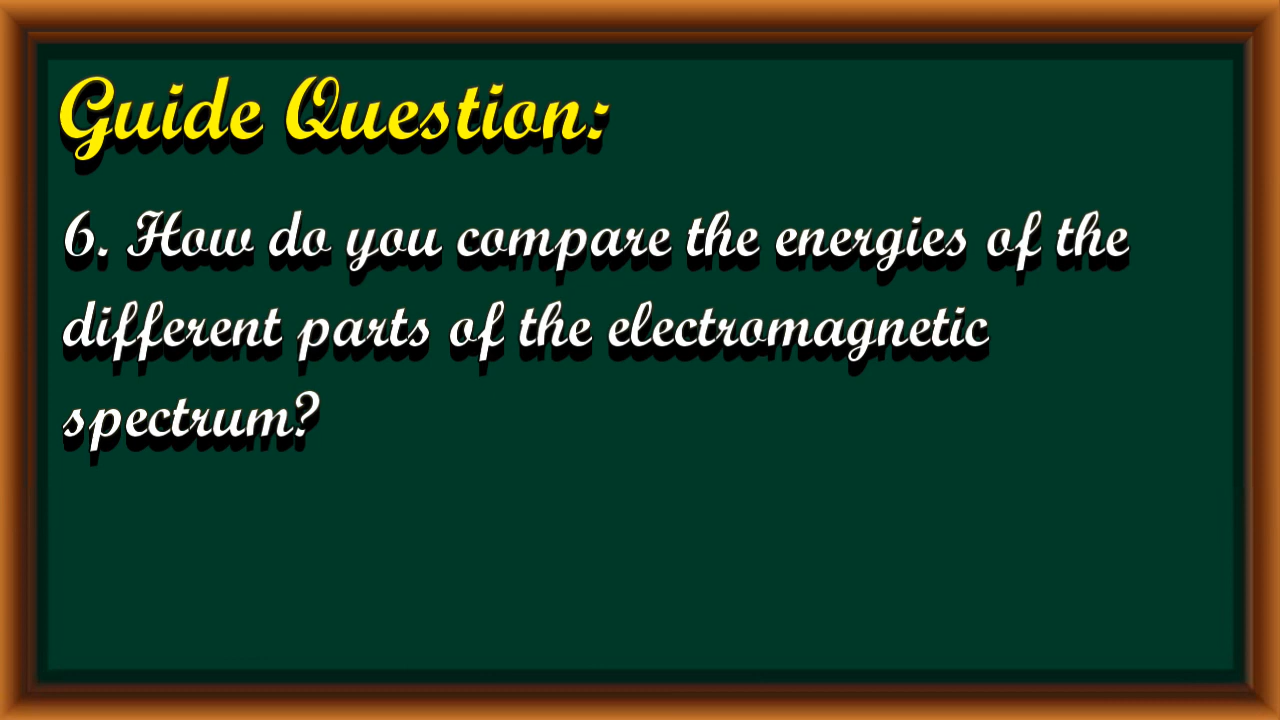 Guide Question:
6. How do you compare the energies of the
different parts of the electromagnetic
spectrum?